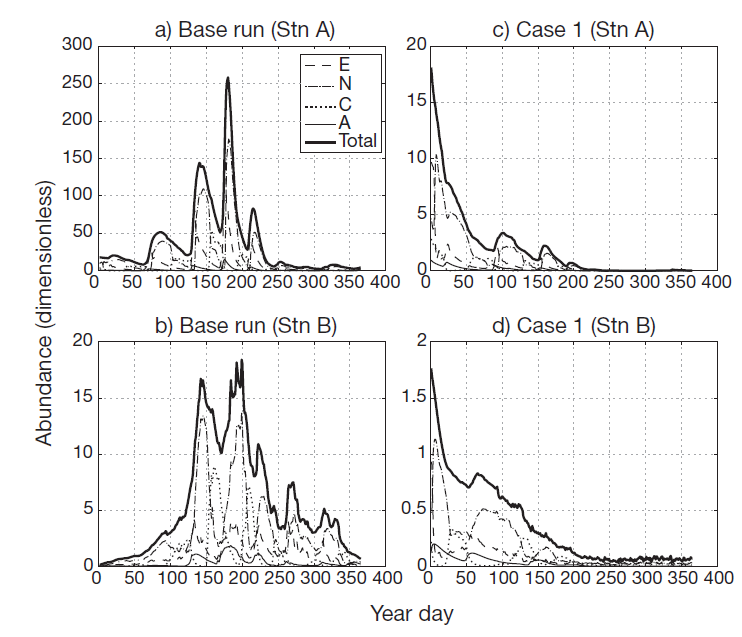 a) Base run (Stn A)
300
250
200
150
100
50
0
0 50 100 150 200 250 300 350 400
E
N
C
A
Total
c) Case 1 (Stn A)
20
15
10
5
0
0 50 100 150 200 250 300 350 400
Abundance (dimensionless)
b) Base run (Stn B)
20
15
10
5
0
0 50 100 150 200 250 300 350 400
d) Case 1 (Stn B)
2
1.5
1
0.5
0
0 50 100 150 200 250 300 350 400
Year day